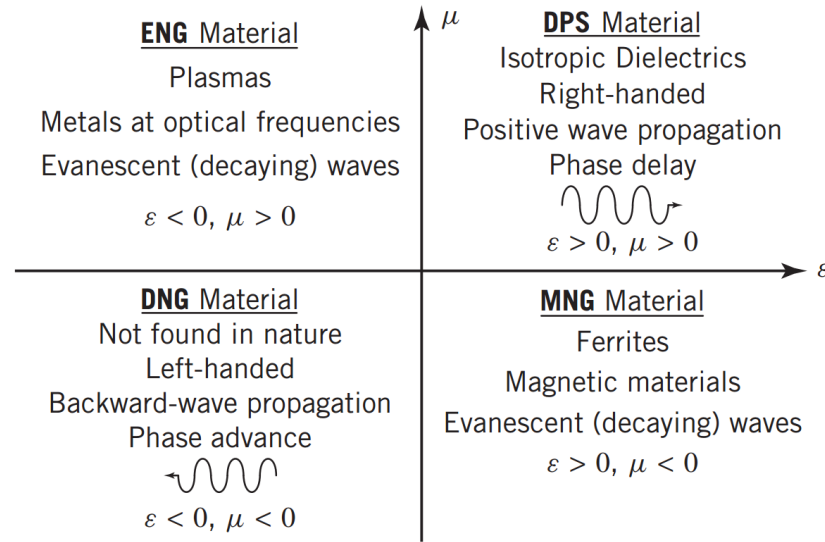 μ
ε
ENG Material
Plasmas
Metals at optical frequencies
Evanescent (decaying) waves
ε < 0, μ > 0
DPS Material
Isotropic Dielectrics
Right-handed
Positive wave propagation
Phase delay
ε > 0, μ > 0
DNG Material
Not found in nature
Left-handed
Backward-wave propagation
Phase advance
ε < 0, μ < 0
MNG Material
Ferrites
Magnetic materials
Evanescent (decaying) waves
ε > 0, μ < 0